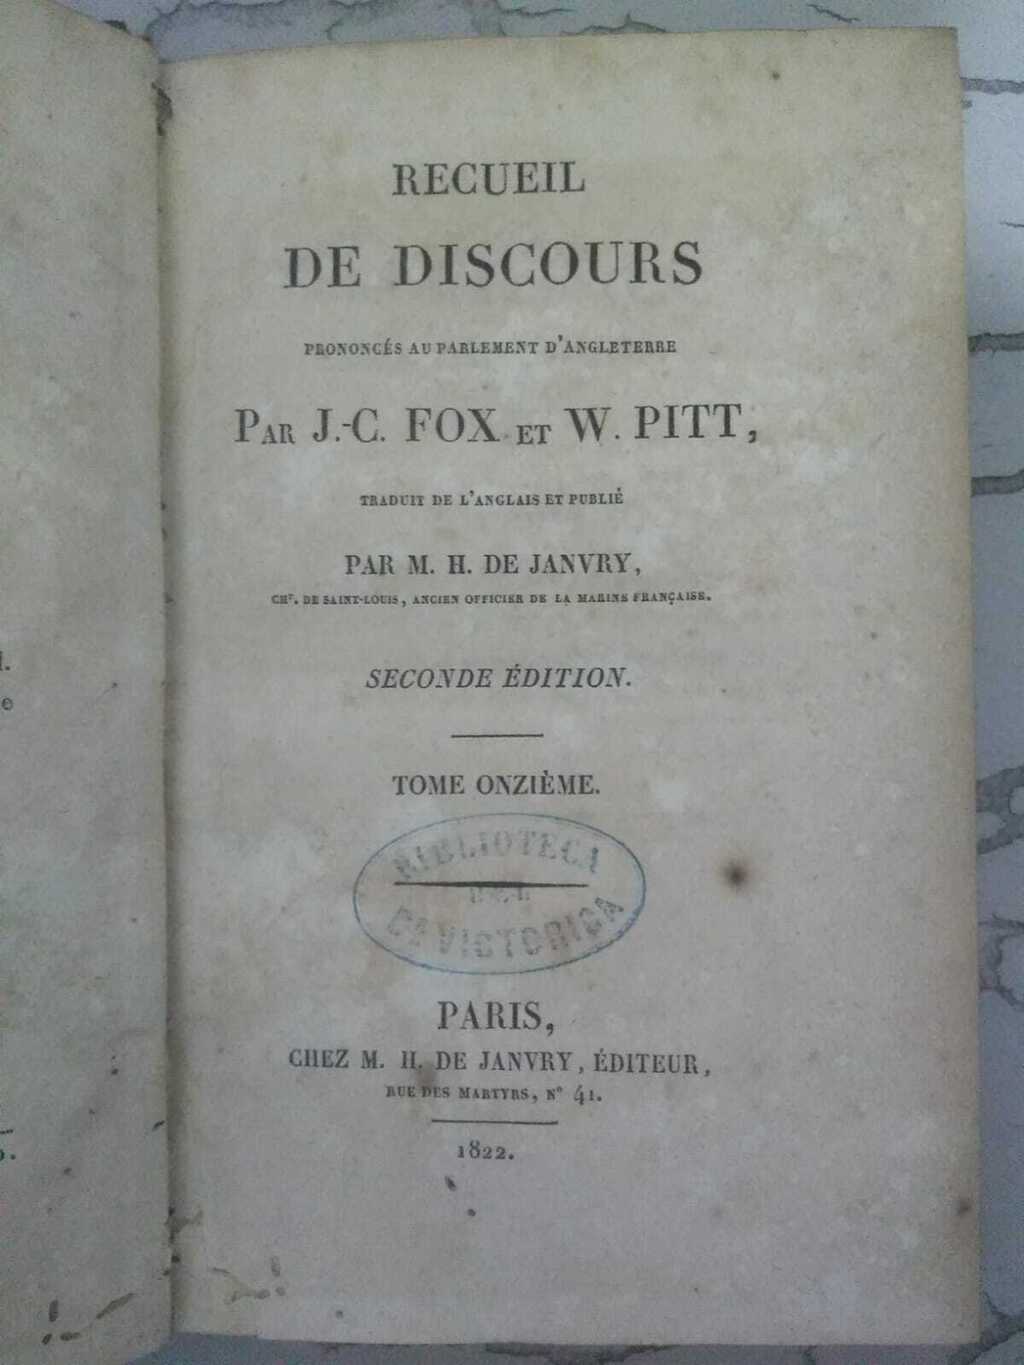 RECUEIL
DE DISCOURS
PRONONCÉS AU PARLEMENT D'ANGLETERRE
PAR J.-C. FOX ET W. PITT,
TRADUIT DE L'ANGLAIS ET PUBLIÉ
PAR M. H. DE JANVRY,
CHr. DE SAINT-LOUIS, ANCIEN OFFICIER DE LA MARINE FRANÇAISE.
SECONDE ÉDITION.
TOME ONZIÈME.
BIBLIOTECA
VICTORICA
PARIS,
CHEZ M. H. DE JANVRY, ÉDITEUR,
RUE DES MARTYRS, N° 41.
1822.